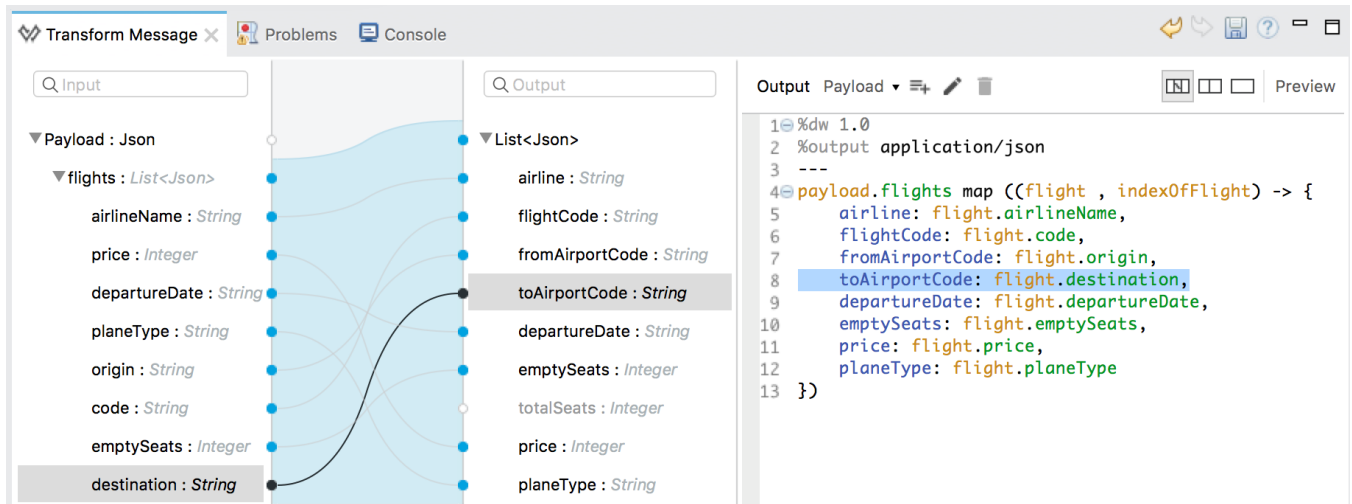 Transform Message
Problems
Console
Input
Payload : Json
flights : List<Json>
airlineName : String
price : Integer
departureDate : String
planeType : String
origin : String
code : String
emptySeats : Integer
destination : String
Output
List<Json>
airline : String
flightCode : String
fromAirportCode : String
toAirportCode : String
departureDate : String
emptySeats : Integer
totalSeats : Integer
price : Integer
planeType : String
Output Payload Preview
1 %dw 1.0
2 %output application/json
3 ---
4 payload.flights map ((flight , indexOfFlight) -> {
5 airline: flight.airlineName,
6 flightCode: flight.code,
7 fromAirportCode: flight.origin,
8 toAirportCode: flight.destination,
9 departureDate: flight.departureDate,
10 emptySeats: flight.emptySeats,
11 price: flight.price,
12 planeType: flight.planeType
13 })